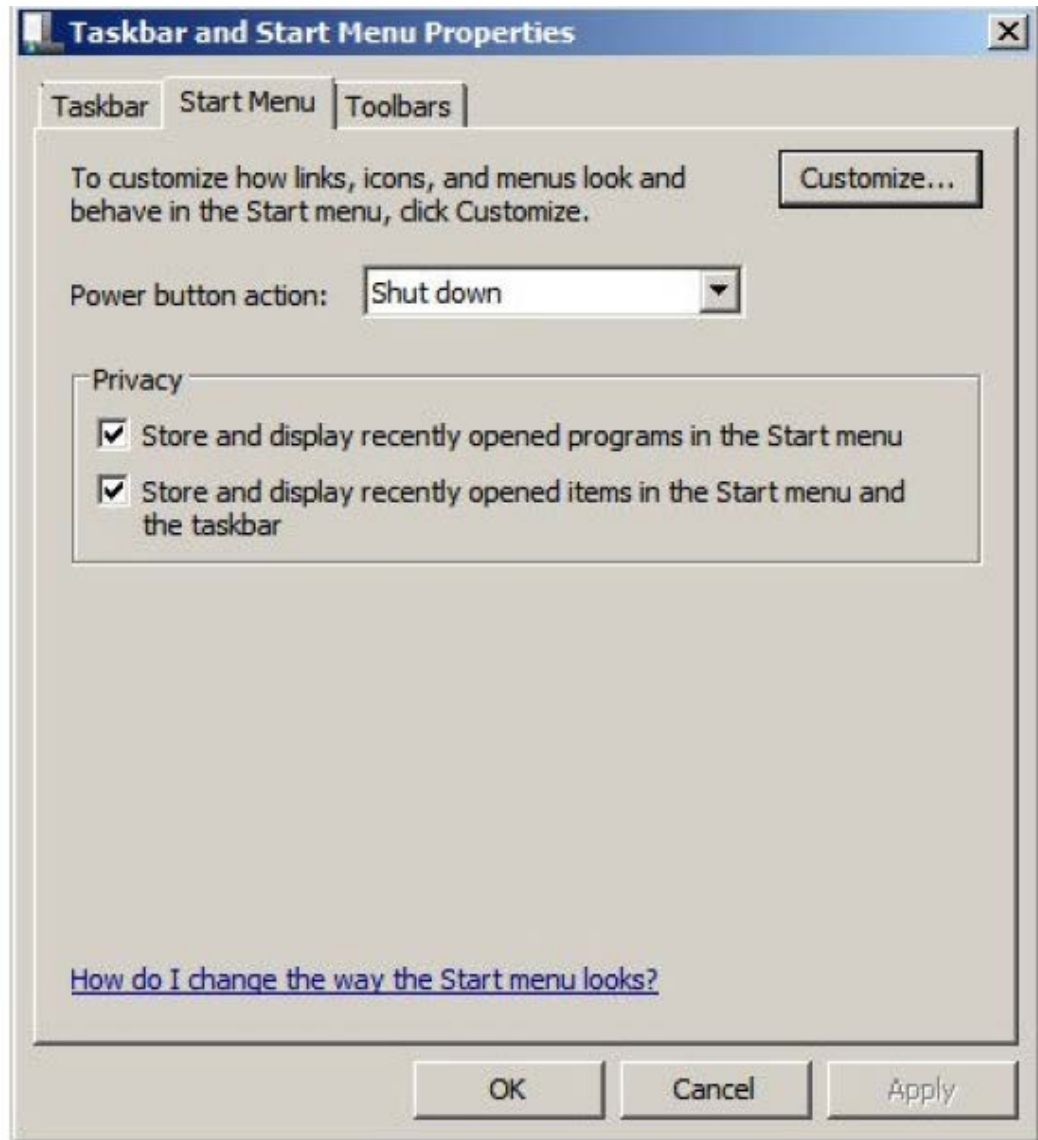 Taskbar and Start Menu Properties
Taskbar Start Menu Toolbars
To customize how links, icons, and menus look and
behave in the Start menu, click Customize.
Customize...
Power button action: Shut down
Privacy
Store and display recently opened programs in the Start menu
Store and display recently opened items in the Start menu and
the taskbar
How do I change the way the Start menu looks?
OK Cancel Apply